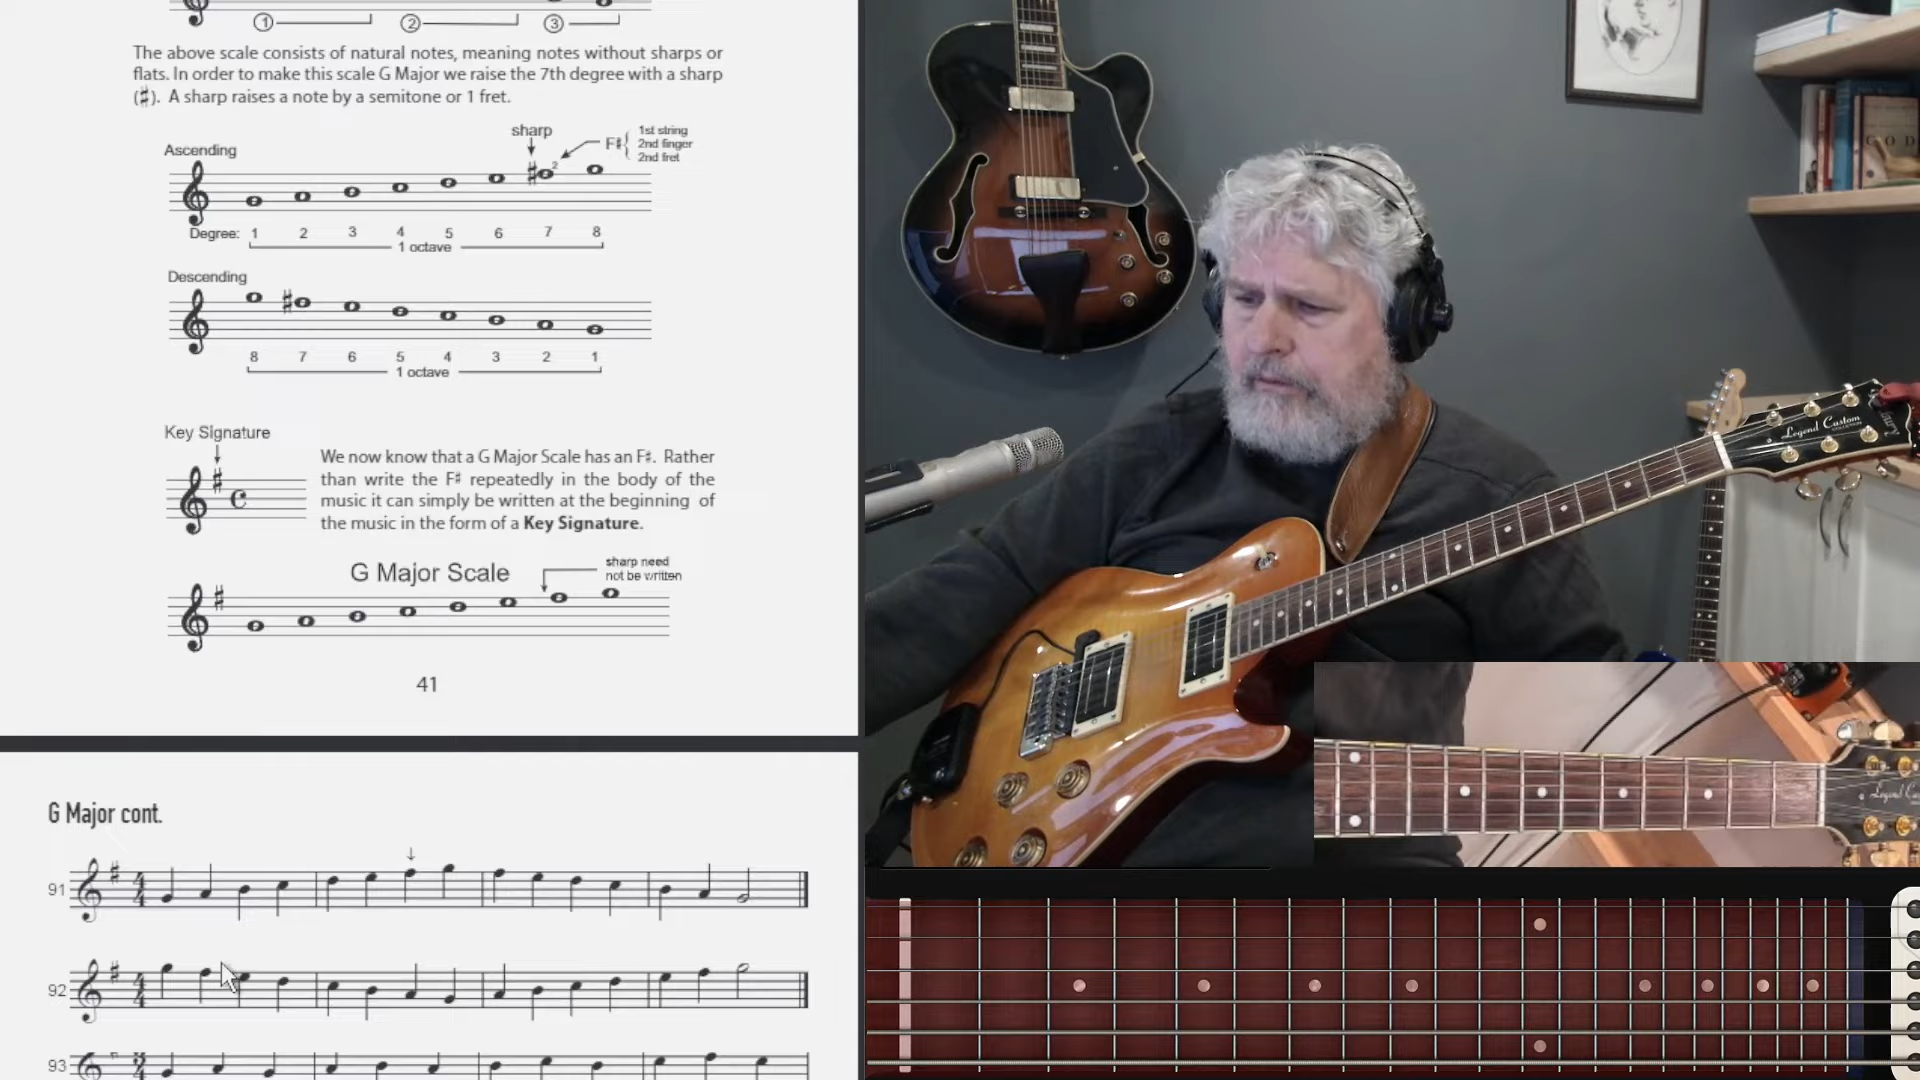 ① ② ③
The above scale consists of natural notes, meaning notes without sharps or
flats. In order to make this scale G Major we raise the 7th degree with a sharp
(♯). A sharp raises a note by a semitone or 1 fret.
sharp
F♯{ 1st string
2nd finger
2nd fret
Ascending
2
Degree: 1 2 3 4 5 6 7 8
1 octave
Descending
8 7 6 5 4 3 2 1
1 octave
Key Signature
We now know that a G Major Scale has an F♯. Rather
than write the F♯ repeatedly in the body of the
music it can simply be written at the beginning of
the music in the form of a Key Signature.
G Major Scale
sharp need
not be written
41
G Major cont.
91 4 4
92 4 4
93
Legend Custom
GOD